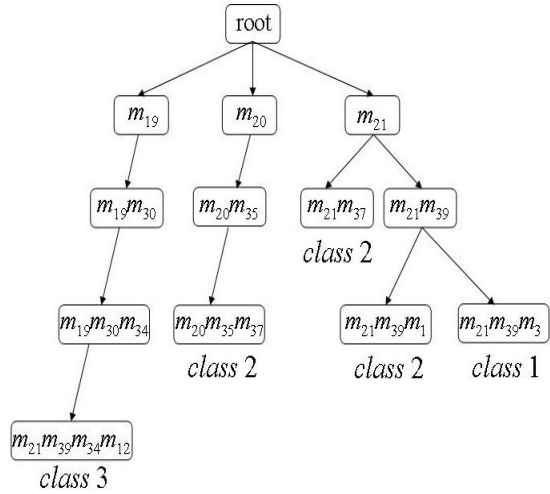 root
m₁₉ m₂₀ m₂₁
m₁₉m₃₀ m₂₀m₃₅ m₂₁m₃₇ m₂₁m₃₉
class 2
m₁₉m₃₀m₃₄ m₂₀m₃₅m₃₇ m₂₁m₃₉m₁ m₂₁m₃₉m₃
class 2 class 2 class 1
m₂₁m₃₉m₃₄m₁₂
class 3